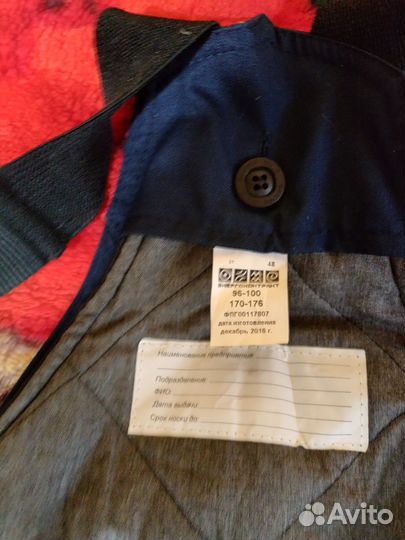 48
ЭНЕРГОКОНТРАКТ
96-100
170-176
ФПГ00117807
дата изготовления
декабрь, 2016 г.
Наименование предприятия
Подразделение
ФИО
Дата выдачи
Срок носки до
Avito